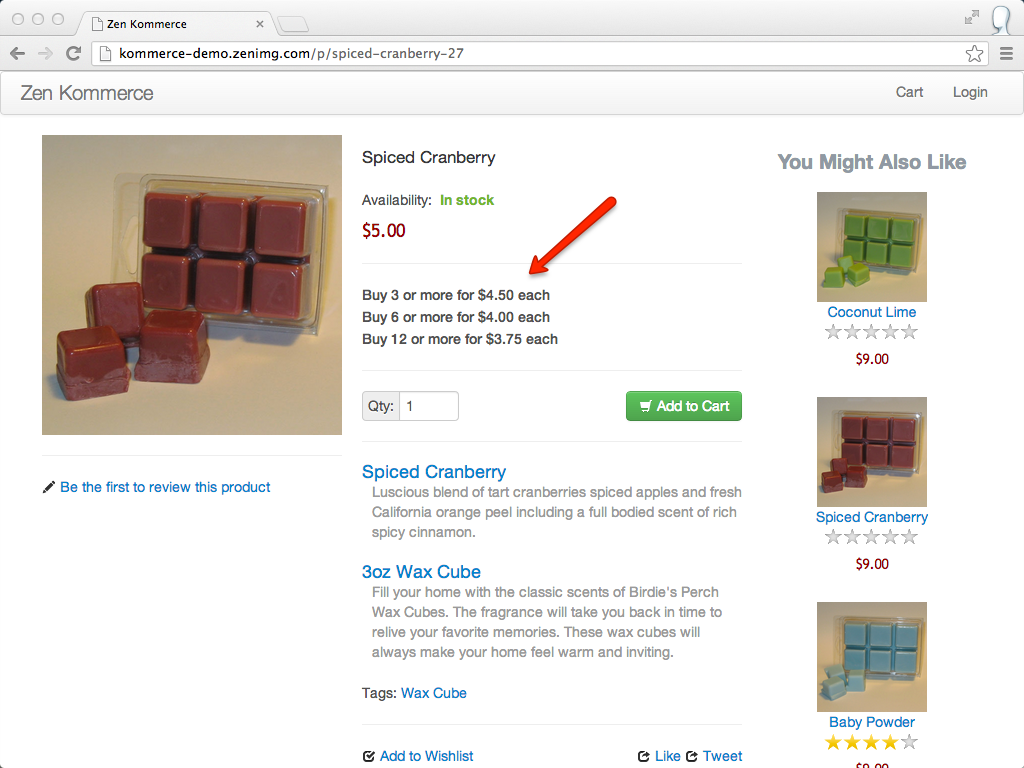 Zen Kommerce
kommerce-demo.zenimg.com/p/spiced-cranberry-27
Zen Kommerce
Cart
Login
Spiced Cranberry
Availability: In stock
$5.00
Buy 3 or more for $4.50 each
Buy 6 or more for $4.00 each
Buy 12 or more for $3.75 each
Qty: 1
Add to Cart
Spiced Cranberry
Luscious blend of tart cranberries spiced apples and fresh
California orange peel including a full bodied scent of rich
spicy cinnamon.
3oz Wax Cube
Fill your home with the classic scents of Birdie's Perch
Wax Cubes. The fragrance will take you back in time to
relive your favorite memories. These wax cubes will
always make your home feel warm and inviting.
Tags: Wax Cube
Add to Wishlist
Like
Tweet
Be the first to review this product
You Might Also Like
Coconut Lime
$9.00
Spiced Cranberry
$9.00
Baby Powder
$9.00